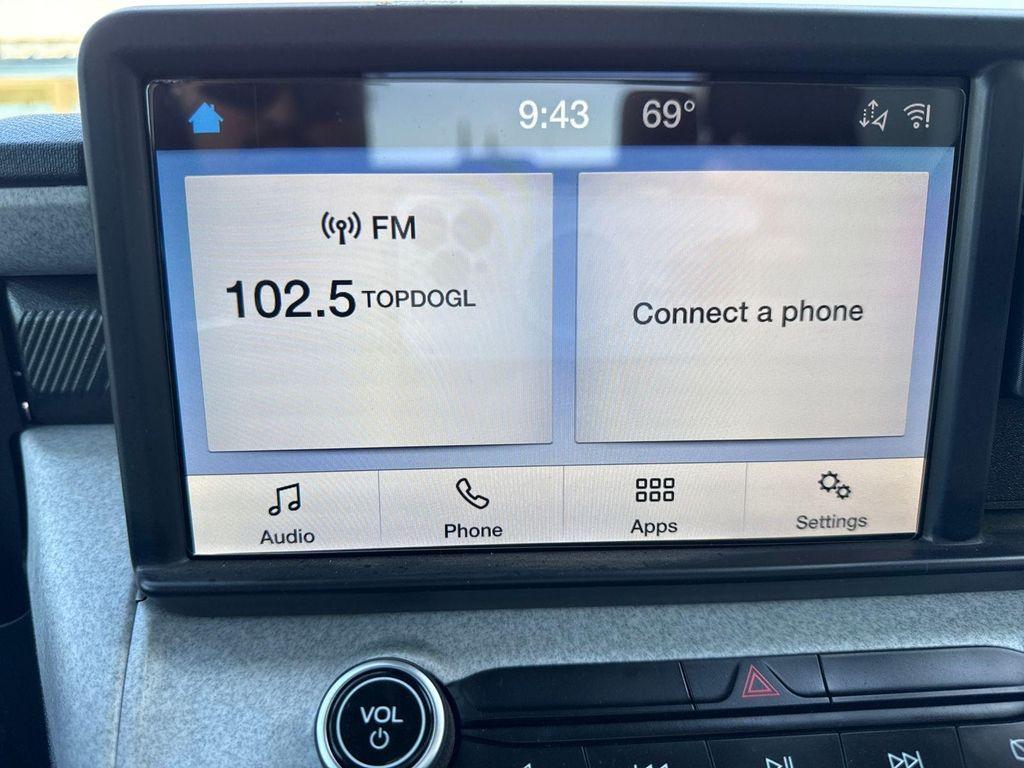 9:43 69°
FM
102.5 TOPDOGL
Connect a phone
Audio Phone Apps Settings
VOL